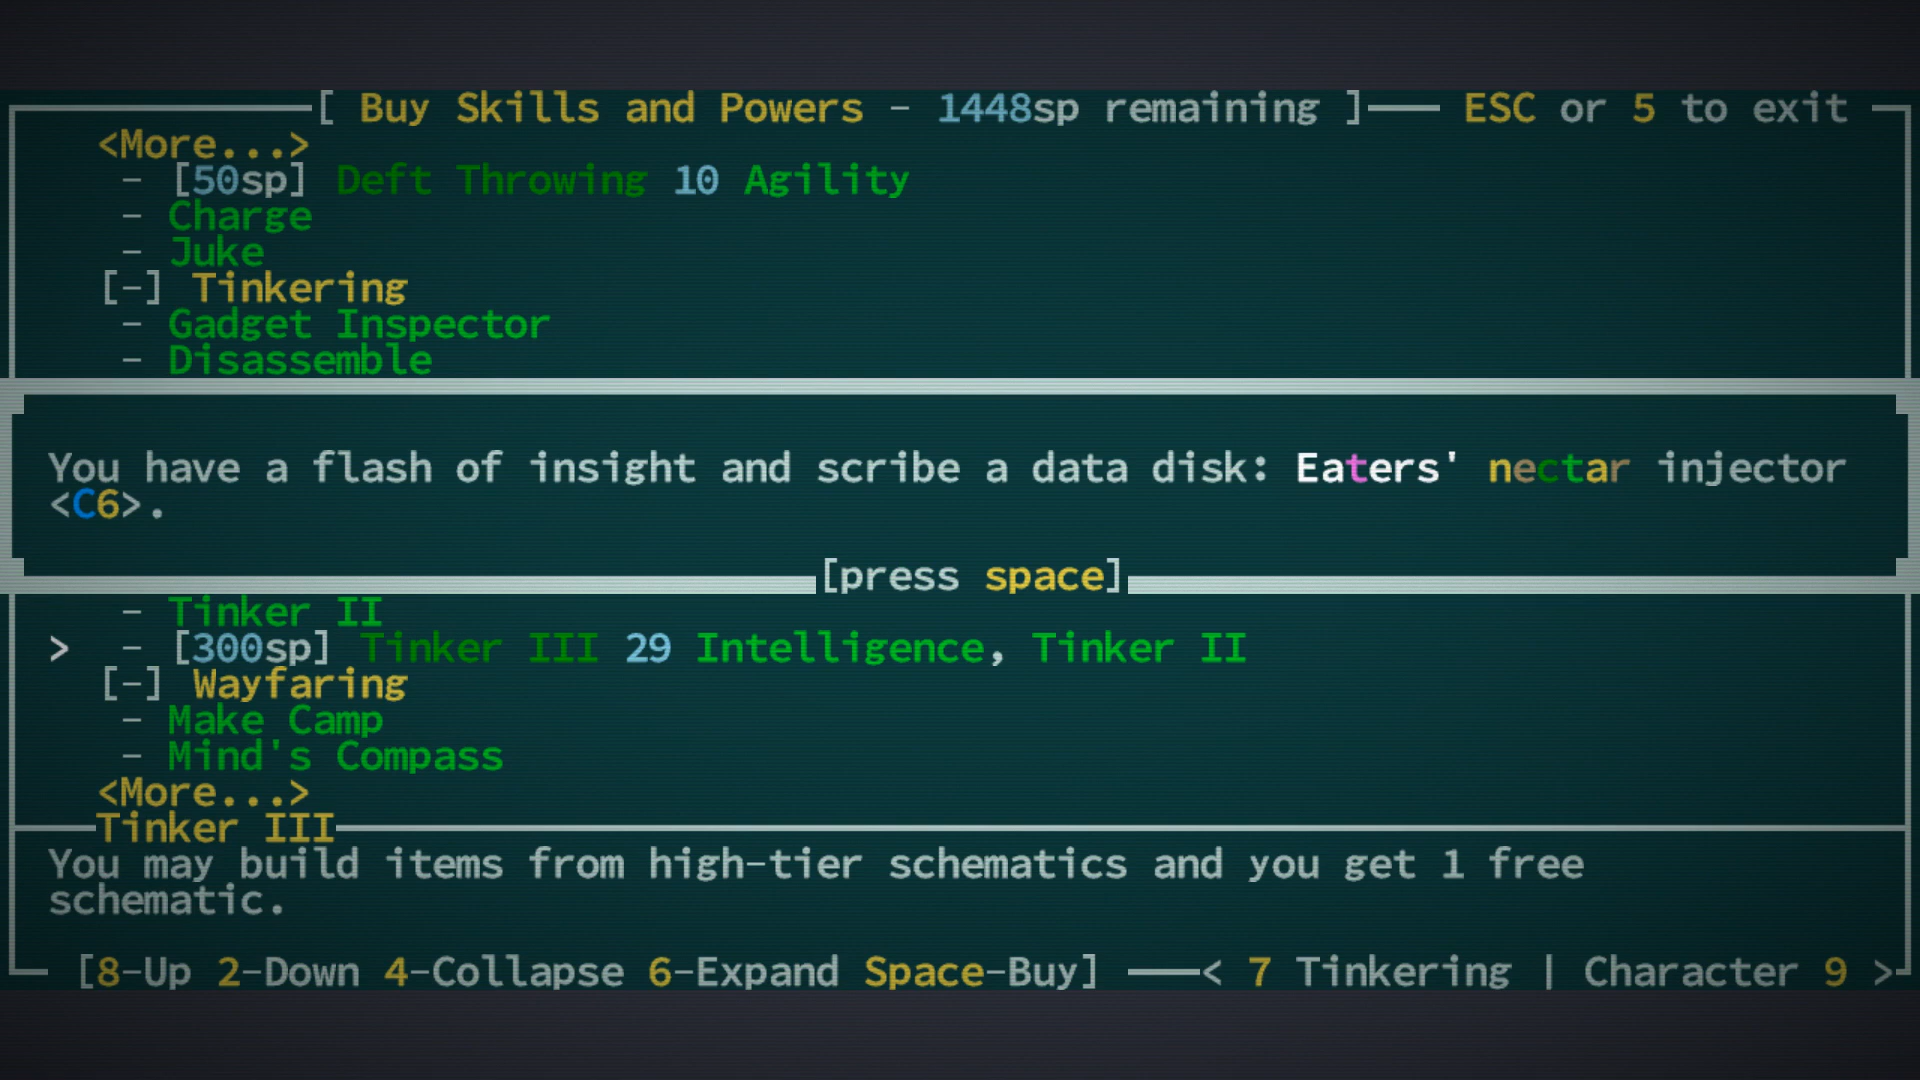 [ Buy Skills and Powers - 1448sp remaining ] ESC or 5 to exit
<More...>
- [50sp] Deft Throwing 10 Agility
- Charge
- Juke
[-] Tinkering
- Gadget Inspector
- Disassemble
You have a flash of insight and scribe a data disk: Eaters' nectar injector
<C6>.
[press space]
- Tinker II
> - [300sp] Tinker III 29 Intelligence, Tinker II
[-] Wayfaring
- Make Camp
- Mind's Compass
<More...>
Tinker III
You may build items from high-tier schematics and you get 1 free
schematic.
[8-Up 2-Down 4-Collapse 6-Expand Space-Buy] < 7 Tinkering | Character 9 >